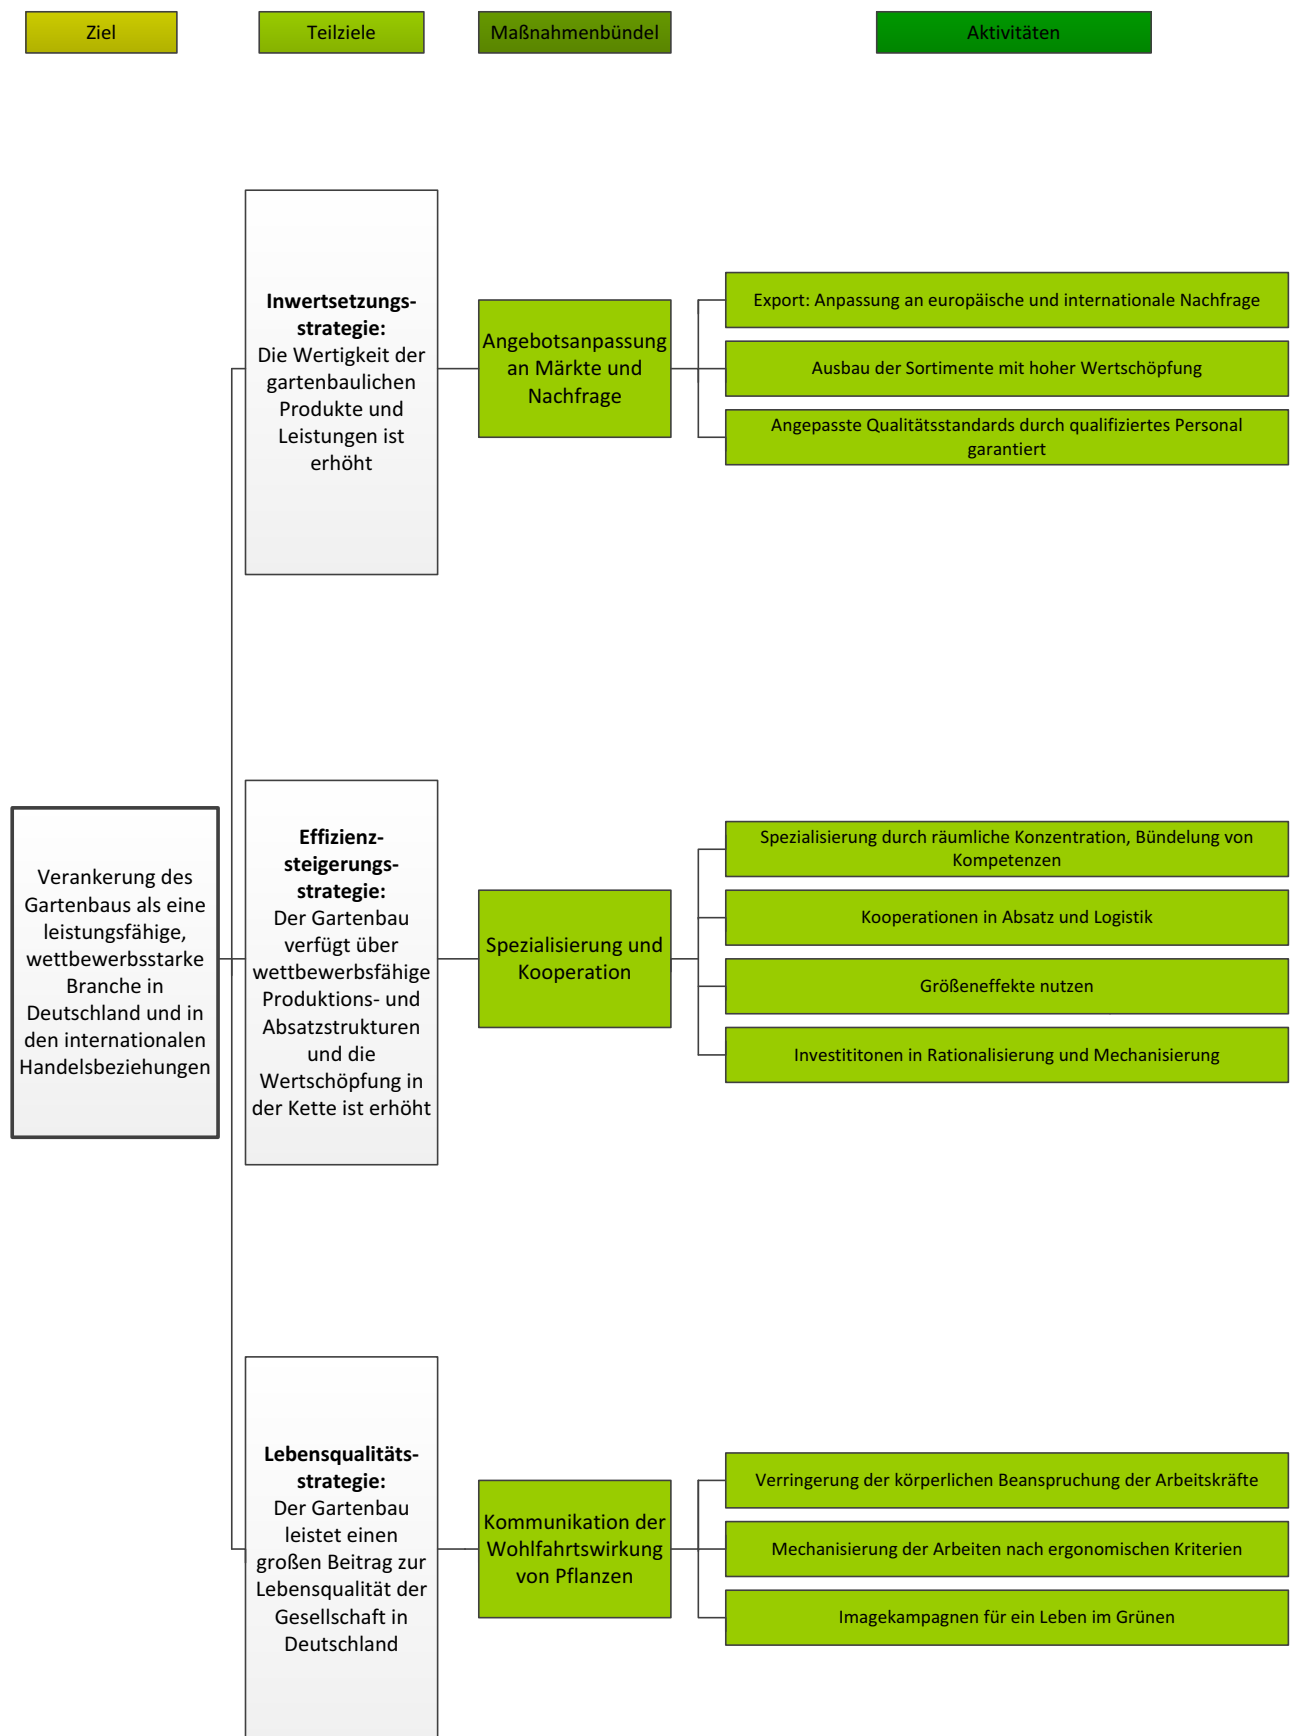 Ziel
Teilziele
Maßnahmenbündel
Aktivitäten
Verankerung des
Gartenbaus als eine
leistungsfähige,
wettbewerbsstarke
Branche in
Deutschland und in
den internationalen
Handelsbeziehungen
Inwertsetzungs-
strategie:
Die Wertigkeit der
gartenbaulichen
Produkte und
Leistungen ist
erhöht
Angebotsanpassung
an Märkte und
Nachfrage
Export: Anpassung an europäische und internationale Nachfrage
Ausbau der Sortimente mit hoher Wertschöpfung
Angepasste Qualitätsstandards durch qualifiziertes Personal
garantiert
Effizienz-
steigerungs-
strategie:
Der Gartenbau
verfügt über
wettbewerbsfähige
Produktions- und
Absatzstrukturen
und die
Wertschöpfung in
der Kette ist erhöht
Spezialisierung und
Kooperation
Spezialisierung durch räumliche Konzentration, Bündelung von
Kompetenzen
Kooperationen in Absatz und Logistik
Größeneffekte nutzen
Investititonen in Rationalisierung und Mechanisierung
Lebensqualitäts-
strategie:
Der Gartenbau
leistet einen
großen Beitrag zur
Lebensqualität der
Gesellschaft in
Deutschland
Kommunikation der
Wohlfahrtswirkung
von Pflanzen
Verringerung der körperlichen Beanspruchung der Arbeitskräfte
Mechanisierung der Arbeiten nach ergonomischen Kriterien
Imagekampagnen für ein Leben im Grünen